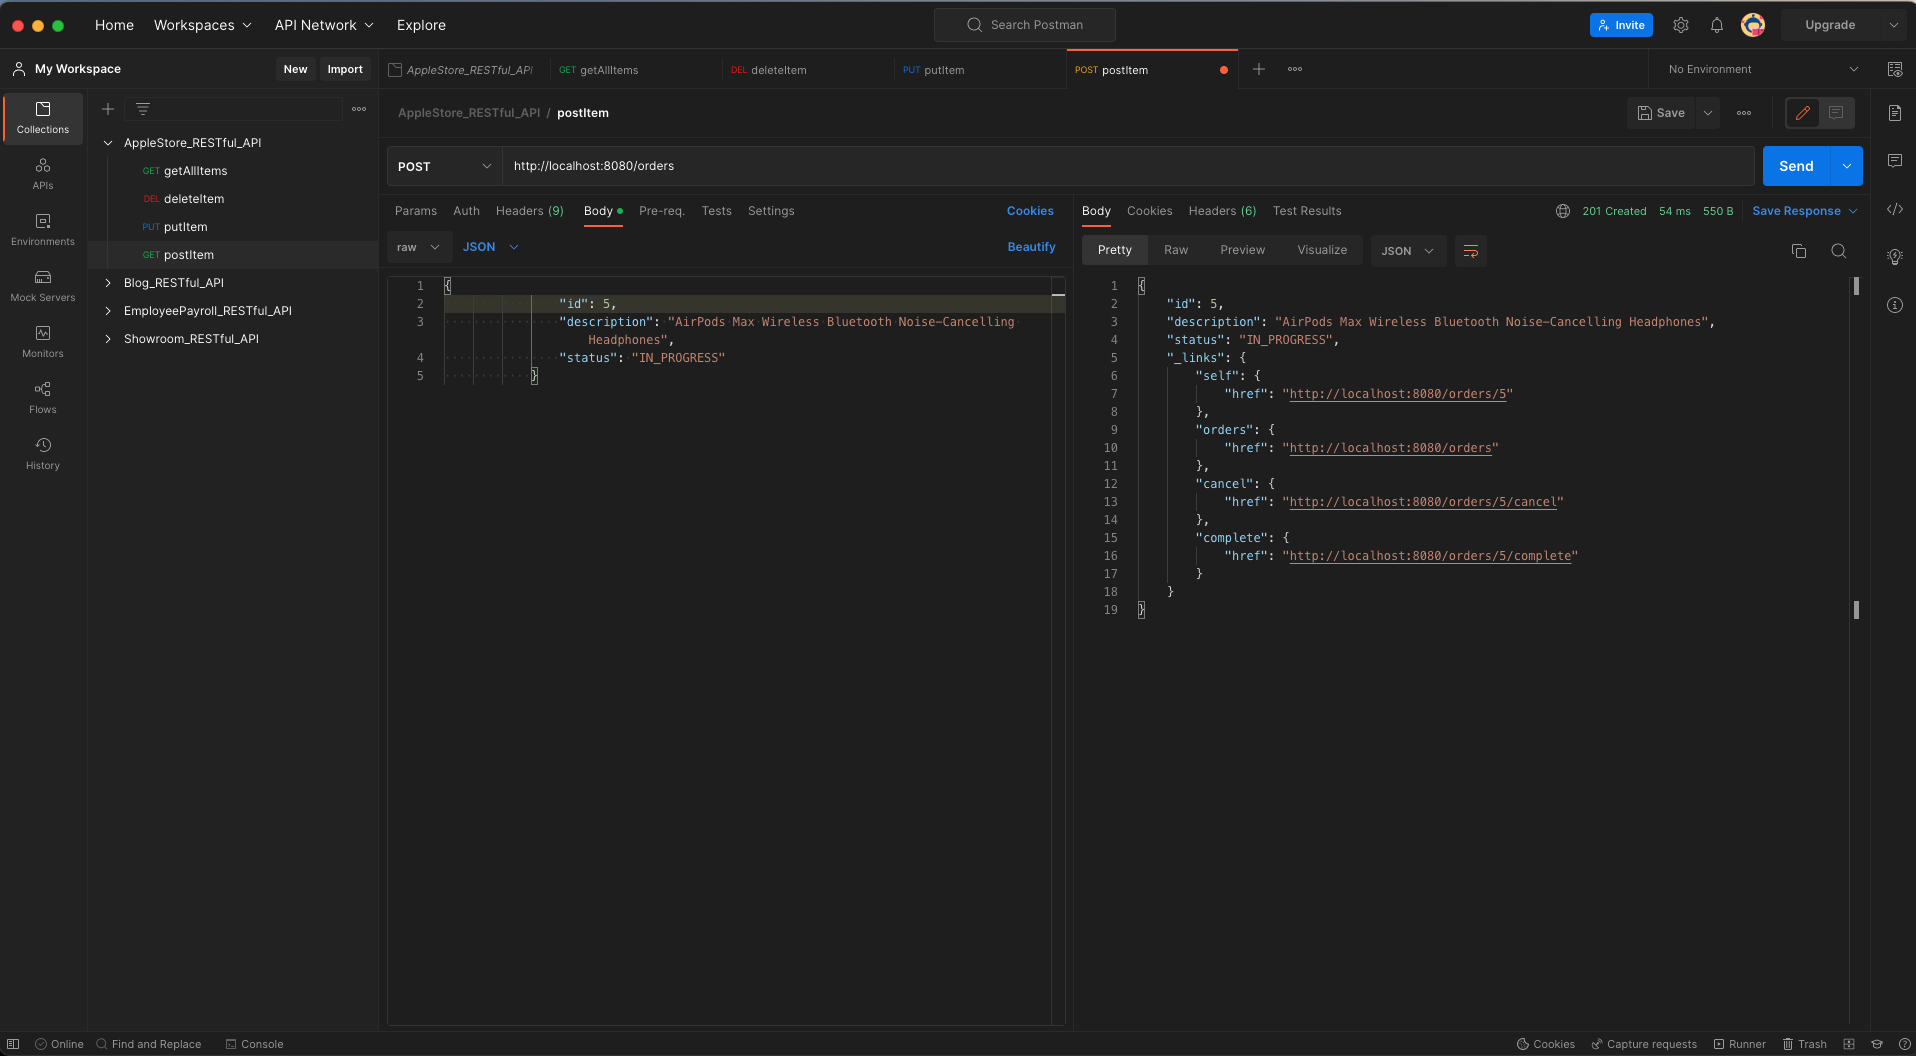 Home Workspaces API Network Explore Search Postman Invite Upgrade
My Workspace New Import AppleStore_RESTful_API GET getAllItems DEL deleteItem PUT putItem POST postItem No Environment
Collections
APIs
Environments
Mock Servers
Monitors
Flows
History
AppleStore_RESTful_API
GET getAllItems
DEL deleteItem
PUT putItem
GET postItem
Blog_RESTful_API
EmployeePayroll_RESTful_API
Showroom_RESTful_API
AppleStore_RESTful_API / postItem Save
POST http://localhost:8080/orders Send
Params Auth Headers (9) Body Pre-req. Tests Settings Cookies
raw JSON Beautify
1 {
2 "id": 5,
3 "description": "AirPods Max Wireless Bluetooth Noise-Cancelling
Headphones",
4 "status": "IN_PROGRESS"
5 }
Body Cookies Headers (6) Test Results 201 Created 54 ms 550 B Save Response
Pretty Raw Preview Visualize JSON
1 {
2 "id": 5,
3 "description": "AirPods Max Wireless Bluetooth Noise-Cancelling Headphones",
4 "status": "IN_PROGRESS",
5 "_links": {
6 "self": {
7 "href": "http://localhost:8080/orders/5"
8 },
9 "orders": {
10 "href": "http://localhost:8080/orders"
11 },
12 "cancel": {
13 "href": "http://localhost:8080/orders/5/cancel"
14 },
15 "complete": {
16 "href": "http://localhost:8080/orders/5/complete"
17 }
18 }
19 }
Online Find and Replace Console Cookies Capture requests Runner Trash